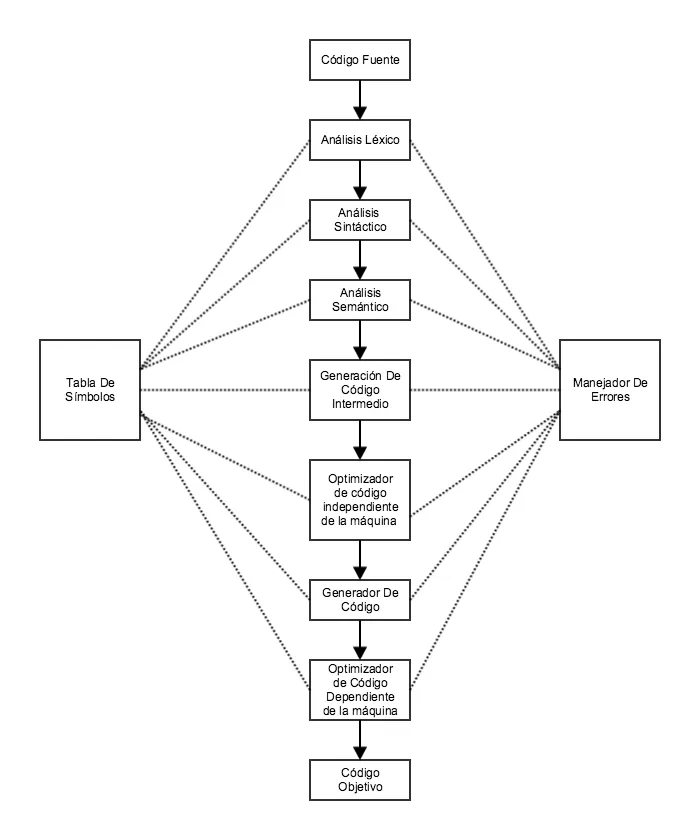 Código Fuente
Análisis Léxico
Análisis
Sintáctico
Análisis
Semántico
Tabla De
Símbolos
Generación De
Código
Intermedio
Manejador De
Errores
Optimizador
de código
independiente
de la máquina
Generador De
Código
Optimizador
de Código
Dependiente
de la máquina
Código
Objetivo